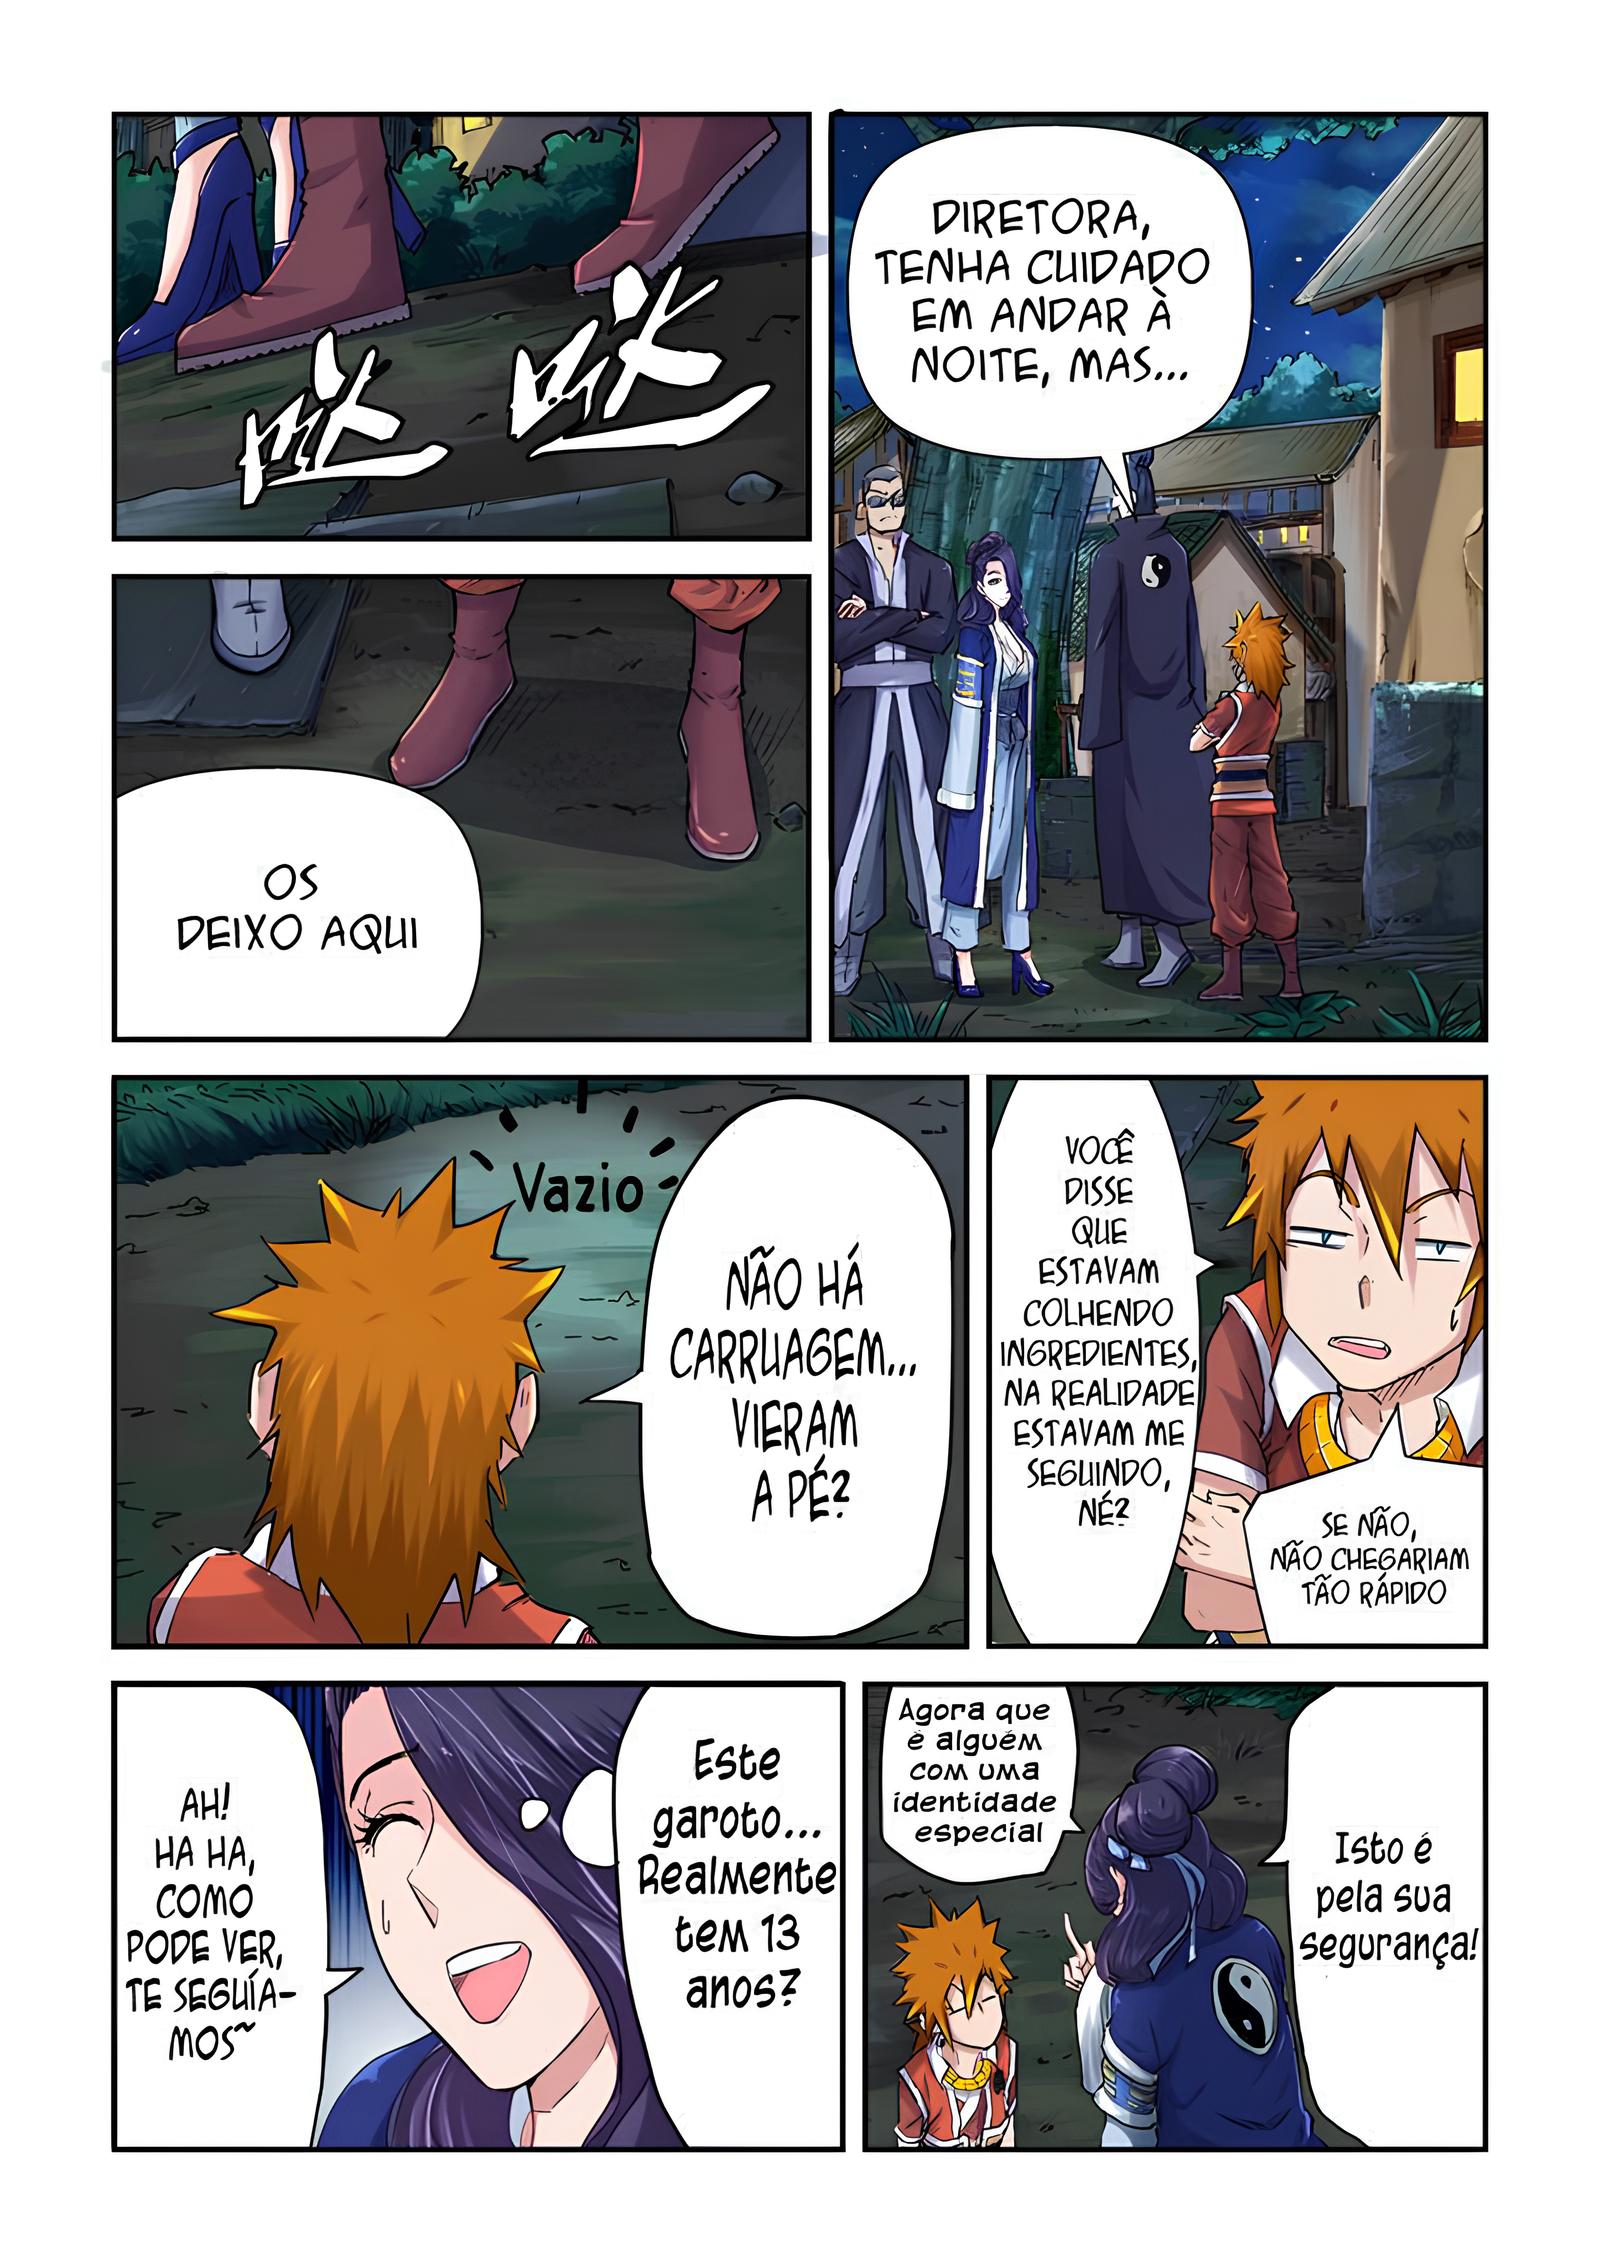 哒
哒
OS
DEIXO AQUI
DIRETORA,
TENHA CUIDADO
EM ANDAR À
NOITE, MAS...
Vazio
NÃO HÁ
CARRUAGEM...
VIERAM
A PÉ?
VOCÊ
DISSE
QUE
ESTAVAM
COLHENDO
INGREDIENTES,
NA REALIDADE
ESTAVAM ME
SEGUINDO,
NÉ?
SE NÃO,
NÃO CHEGARIAM
TÃO RÁPIDO
AH!
HA HA,
COMO
PODE VER,
TE SEGUÍA-
MOS~
Este
garoto...
Realmente
tem 13
anos?
Agora que
é alguém
com uma
identidade
especial
Isto é
pela sua
segurança!